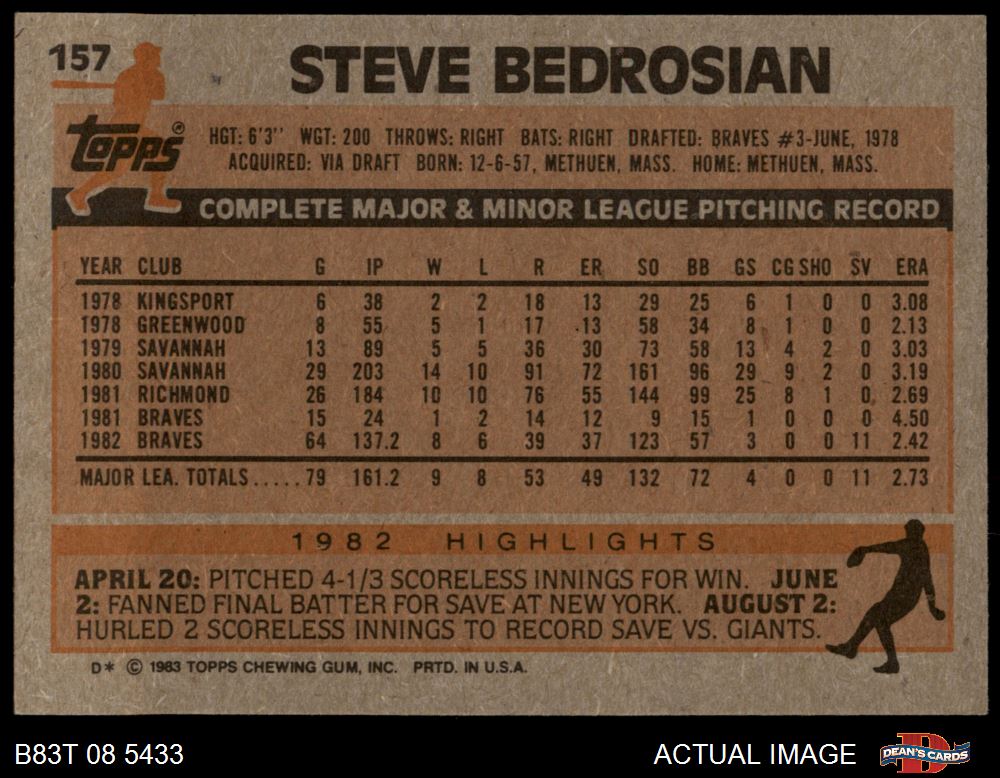 157
STEVE BEDROSIAN
TOPPS®
HGT: 6'3'' WGT: 200 THROWS: RIGHT BATS: RIGHT DRAFTED: BRAVES #3-JUNE, 1978
ACQUIRED: VIA DRAFT BORN: 12-6-57, METHUEN, MASS. HOME: METHUEN, MASS.
COMPLETE MAJOR & MINOR LEAGUE PITCHING RECORD
YEAR CLUB G IP W L R ER SO BB GS CG SHO SV ERA
1978 KINGSPORT 6 38 2 2 18 13 29 25 6 1 0 0 3.08
1978 GREENWOOD 8 55 5 1 17 13 58 34 8 1 0 0 2.13
1979 SAVANNAH 13 89 5 5 36 30 73 58 13 4 2 0 3.03
1980 SAVANNAH 29 203 14 10 91 72 161 96 29 9 2 0 3.19
1981 RICHMOND 26 184 10 10 76 55 144 99 25 8 1 0 2.69
1981 BRAVES 15 24 1 2 14 12 9 15 1 0 0 0 4.50
1982 BRAVES 64 137.2 8 6 39 37 123 57 3 0 0 11 2.42
MAJOR LEA. TOTALS.....79 161.2 9 8 53 49 132 72 4 0 0 11 2.73
1982 HIGHLIGHTS
APRIL 20: PITCHED 4-1/3 SCORELESS INNINGS FOR WIN. JUNE
2: FANNED FINAL BATTER FOR SAVE AT NEW YORK. AUGUST 2:
HURLED 2 SCORELESS INNINGS TO RECORD SAVE VS. GIANTS.
D* © 1983 TOPPS CHEWING GUM, INC. PRTD. IN U.S.A.
B83T 08 5433 ACTUAL IMAGE D DEAN'S CARDS